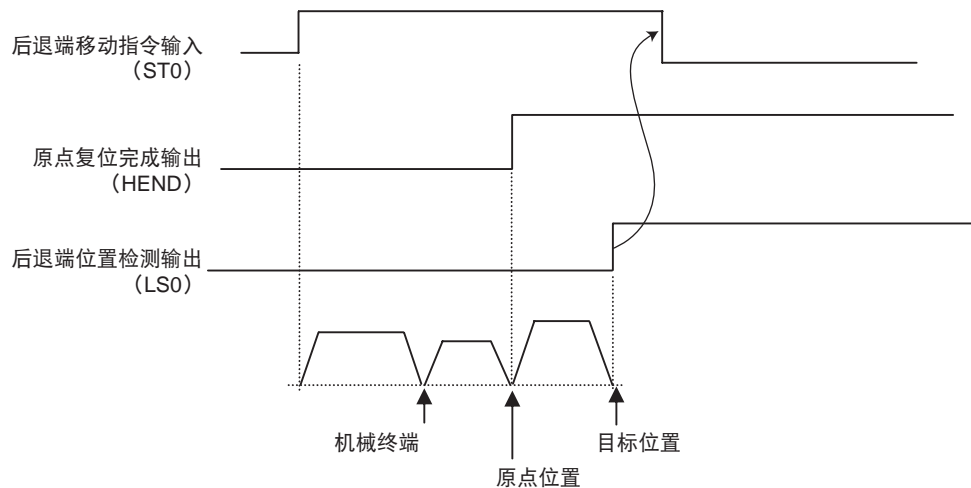 后退端移动指令输入
（ST0）
原点复位完成输出
（HEND）
后退端位置检测输出
（LS0）
机械终端
目标位置
原点位置